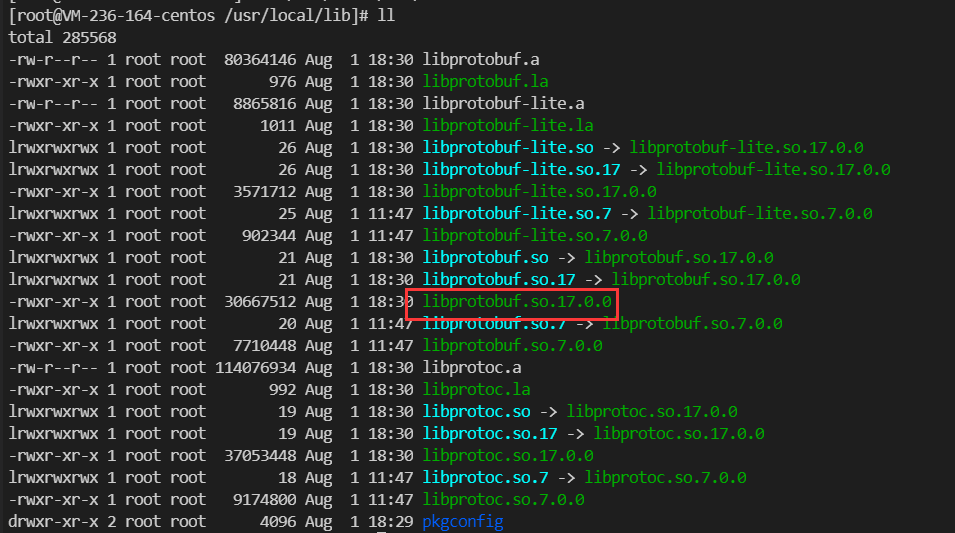 [root@VM-236-164-centos /usr/local/lib]# ll
total 285568
-rw-r--r-- 1 root root  80364146 Aug  1 18:30 libprotobuf.a
-rwxr-xr-x 1 root root       976 Aug  1 18:30 libprotobuf.la
-rw-r--r-- 1 root root   8865816 Aug  1 18:30 libprotobuf-lite.a
-rwxr-xr-x 1 root root      1011 Aug  1 18:30 libprotobuf-lite.la
lrwxrwxrwx 1 root root        26 Aug  1 18:30 libprotobuf-lite.so -> libprotobuf-lite.so.17.0.0
lrwxrwxrwx 1 root root        26 Aug  1 18:30 libprotobuf-lite.so.17 -> libprotobuf-lite.so.17.0.0
-rwxr-xr-x 1 root root   3571712 Aug  1 18:30 libprotobuf-lite.so.17.0.0
lrwxrwxrwx 1 root root        25 Aug  1 11:47 libprotobuf-lite.so.7 -> libprotobuf-lite.so.7.0.0
-rwxr-xr-x 1 root root    902344 Aug  1 11:47 libprotobuf-lite.so.7.0.0
lrwxrwxrwx 1 root root        21 Aug  1 18:30 libprotobuf.so -> libprotobuf.so.17.0.0
lrwxrwxrwx 1 root root        21 Aug  1 18:30 libprotobuf.so.17 -> libprotobuf.so.17.0.0
-rwxr-xr-x 1 root root  30667512 Aug  1 18:30 libprotobuf.so.17.0.0
lrwxrwxrwx 1 root root        20 Aug  1 11:47 libprotobuf.so.7 -> libprotobuf.so.7.0.0
-rwxr-xr-x 1 root root   7710448 Aug  1 11:47 libprotobuf.so.7.0.0
-rw-r--r-- 1 root root 114076934 Aug  1 18:30 libprotoc.a
-rwxr-xr-x 1 root root       992 Aug  1 18:30 libprotoc.la
lrwxrwxrwx 1 root root        19 Aug  1 18:30 libprotoc.so -> libprotoc.so.17.0.0
lrwxrwxrwx 1 root root        19 Aug  1 18:30 libprotoc.so.17 -> libprotoc.so.17.0.0
-rwxr-xr-x 1 root root  37053448 Aug  1 18:30 libprotoc.so.17.0.0
lrwxrwxrwx 1 root root        18 Aug  1 11:47 libprotoc.so.7 -> libprotoc.so.7.0.0
-rwxr-xr-x 1 root root   9174800 Aug  1 11:47 libprotoc.so.7.0.0
drwxr-xr-x 2 root root      4096 Aug  1 18:29 pkgconfig